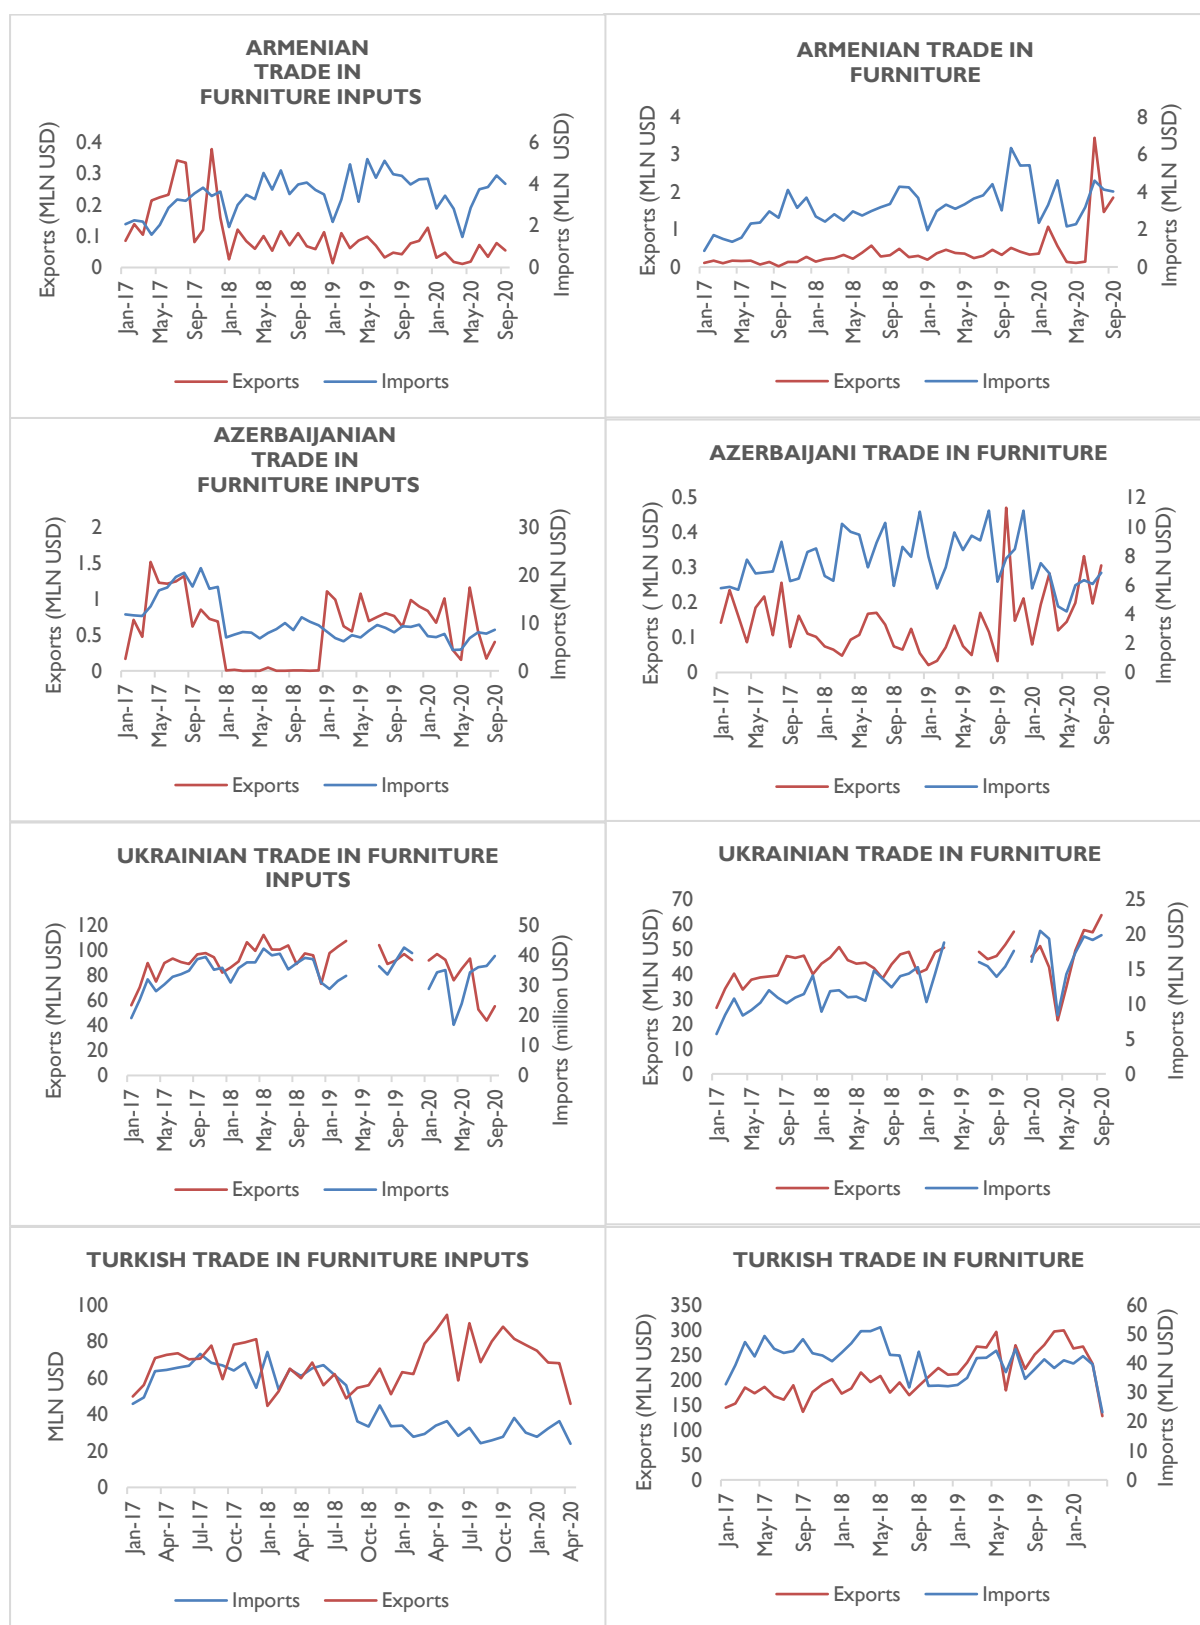 ARMENIAN
TRADE IN
FURNITURE INPUTS
Exports (MLN USD)
0.4
0.3
0.2
0.1
0
6
4
2
0
Imports (MLN USD)
Jan-17
May-17
Sep-17
Jan-18
May-18
Sep-18
Jan-19
May-19
Sep-19
Jan-20
May-20
Sep-20
Exports
Imports
ARMENIAN TRADE IN
FURNITURE
Exports (MLN USD
4
3
2
1
0
8
6
4
2
0
Imports (MLN USD)
Jan-17
May-17
Sep-17
Jan-18
May-18
Sep-18
Jan-19
May-19
Sep-19
Jan-20
May-20
Sep-20
Exports
Imports
AZERBAIJANIAN
TRADE IN
FURNITURE INPUTS
Exports (MLN USD)
2
1.5
1
0.5
0
30
20
10
0
Imports(MLN USD)
Jan-17
May-17
Sep-17
Jan-18
May-18
Sep-18
Jan-19
May-19
Sep-19
Jan-20
May-20
Sep-20
Exports
Imports
AZERBAIJANI TRADE IN FURNITURE
Exports ( MLN USD)
0.5
0.4
0.3
0.2
0.1
0
12
10
8
6
4
2
0
Imports (MLN USD)
Jan-17
May-17
Sep-17
Jan-18
May-18
Sep-18
Jan-19
May-19
Sep-19
Jan-20
May-20
Sep-20
Exports
Imports
UKRAINIAN TRADE IN FURNITURE
INPUTS
Exports (MLN USD)
120
100
80
60
40
20
0
50
40
30
20
10
0
Imports (million USD)
Jan-17
May-17
Sep-17
Jan-18
May-18
Sep-18
Jan-19
May-19
Sep-19
Jan-20
May-20
Sep-20
Exports
Imports
UKRAINIAN TRADE IN FURNITURE
Exports (MLN USD)
70
60
50
40
30
20
10
0
25
20
15
10
5
0
Imports (MLN USD)
Jan-17
May-17
Sep-17
Jan-18
May-18
Sep-18
Jan-19
May-19
Sep-19
Jan-20
May-20
Sep-20
Exports
Imports
TURKISH TRADE IN FURNITURE INPUTS
MLN USD
100
80
60
40
20
0
Jan-17
Apr-17
Jul-17
Oct-17
Jan-18
Apr-18
Jul-18
Oct-18
Jan-19
Apr-19
Jul-19
Oct-19
Jan-20
Apr-20
Imports
Exports
TURKISH TRADE IN FURNITURE
Exports (MLN USD)
350
300
250
200
150
100
50
0
60
50
40
30
20
10
0
Imports (MLN USD)
Jan-17
May-17
Sep-17
Jan-18
May-18
Sep-18
Jan-19
May-19
Sep-19
Jan-20
Exports
Imports